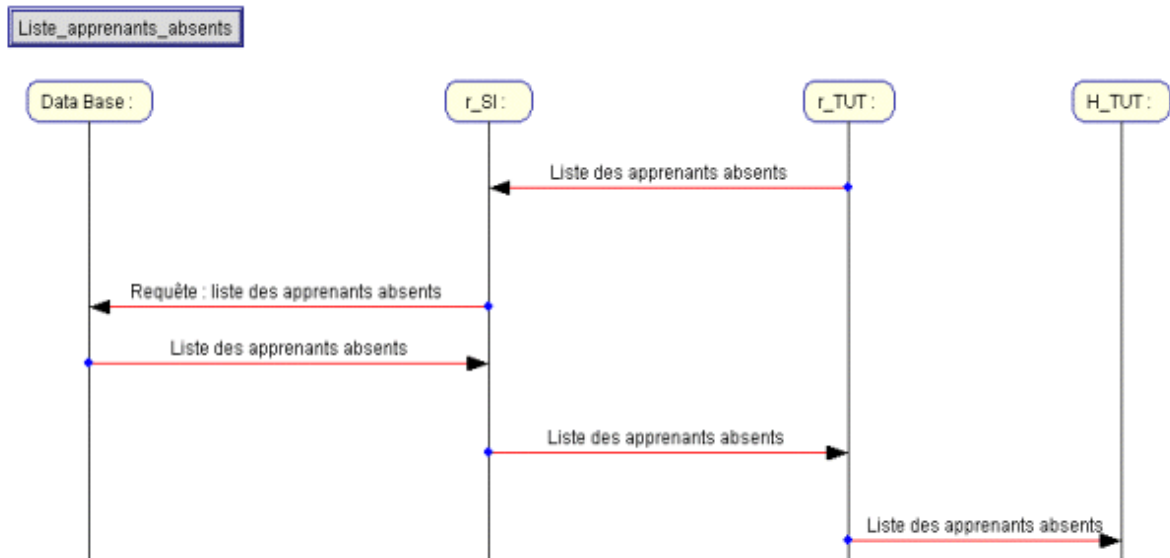 Liste_apprenants_absents
Data Base :
r_SI :
r_TUT :
H_TUT :
Liste des apprenants absents
Requête : liste des apprenants absents
Liste des apprenants absents
Liste des apprenants absents
Liste des apprenants absents